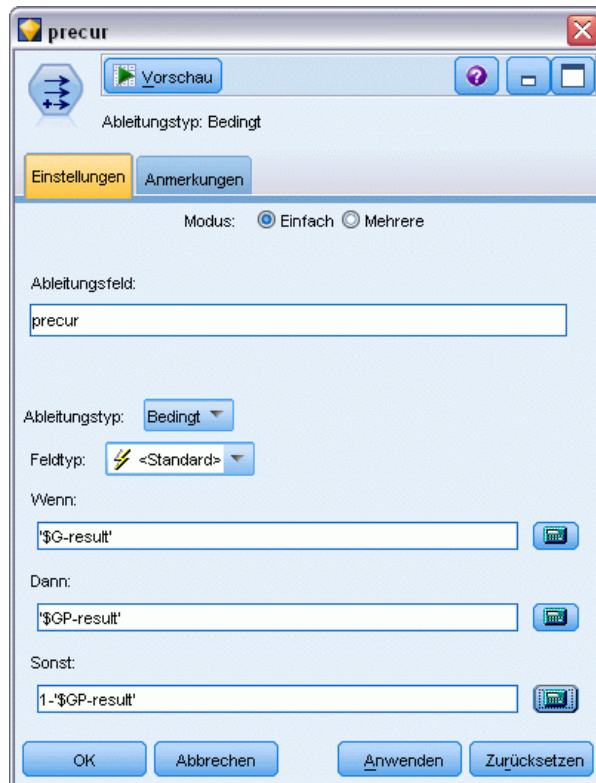 precur
Vorschau
Ableitungstyp: Bedingt
Einstellungen Anmerkungen
Modus: Einfach Mehrere
Ableitungsfeld:
precur
Ableitungstyp: Bedingt
Feldtyp: <Standard>
Wenn:
'$G-result'
Dann:
'$GP-result'
Sonst:
1-'$GP-result'
OK Abbrechen Anwenden Zurücksetzen